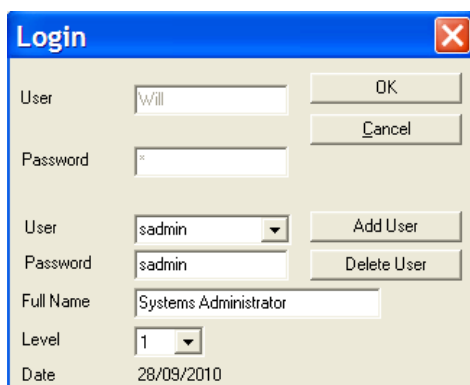 Login
User Will OK
Cancel
Password *
User sadmin Add User
Password sadmin Delete User
Full Name Systems Administrator
Level 1
Date 28/09/2010